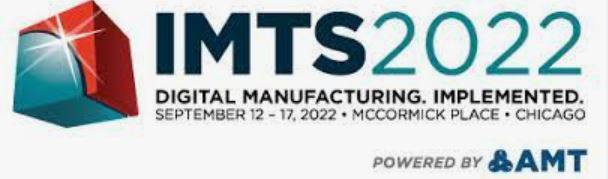 IMTS2022
DIGITAL MANUFACTURING. IMPLEMENTED.
SEPTEMBER 12 – 17, 2022 • MCCORMICK PLACE • CHICAGO
POWERED BY AMT